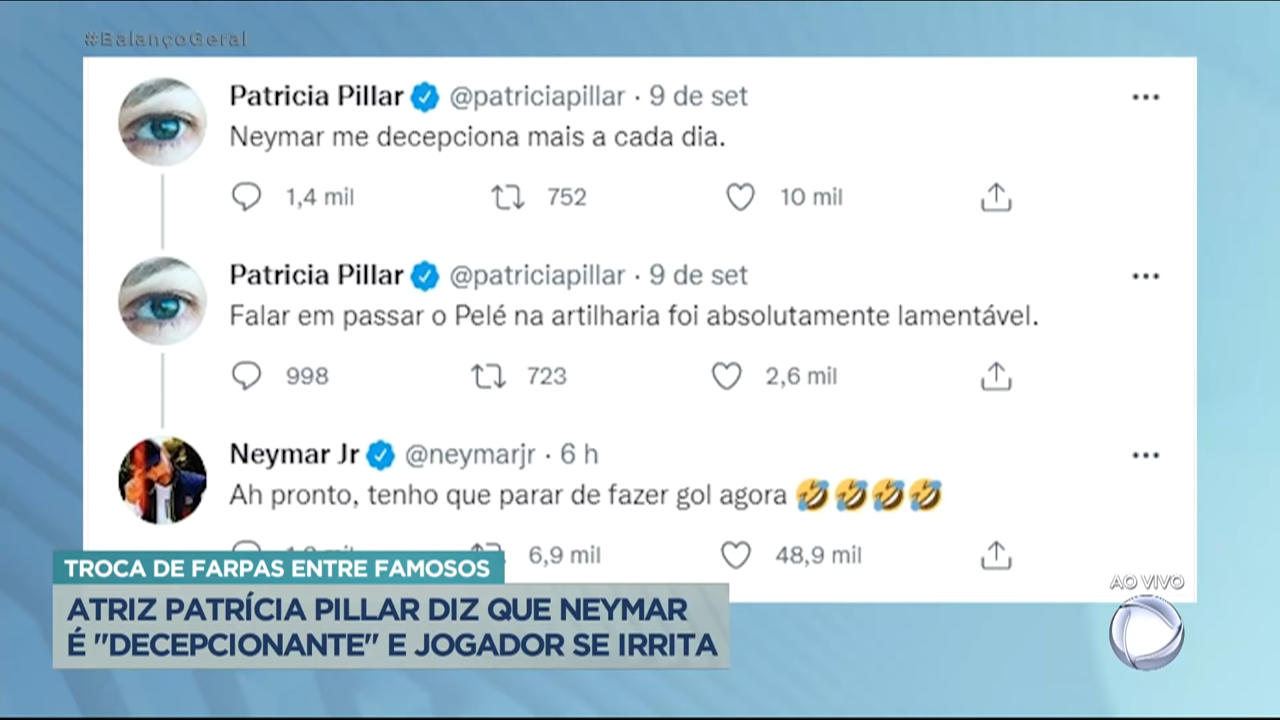 #BalançoGeral
Patricia Pillar @patriciapillar · 9 de set
Neymar me decepciona mais a cada dia.
1,4 mil 752 10 mil
Patricia Pillar @patriciapillar · 9 de set
Falar em passar o Pelé na artilharia foi absolutamente lamentável.
998 723 2,6 mil
Neymar Jr @neymarjr · 6 h
Ah pronto, tenho que parar de fazer gol agora 🤣🤣🤣🤣
6,9 mil 48,9 mil
TROCA DE FARPAS ENTRE FAMOSOS
ATRIZ PATRÍCIA PILLAR DIZ QUE NEYMAR
É "DECEPCIONANTE" E JOGADOR SE IRRITA
AO VIVO